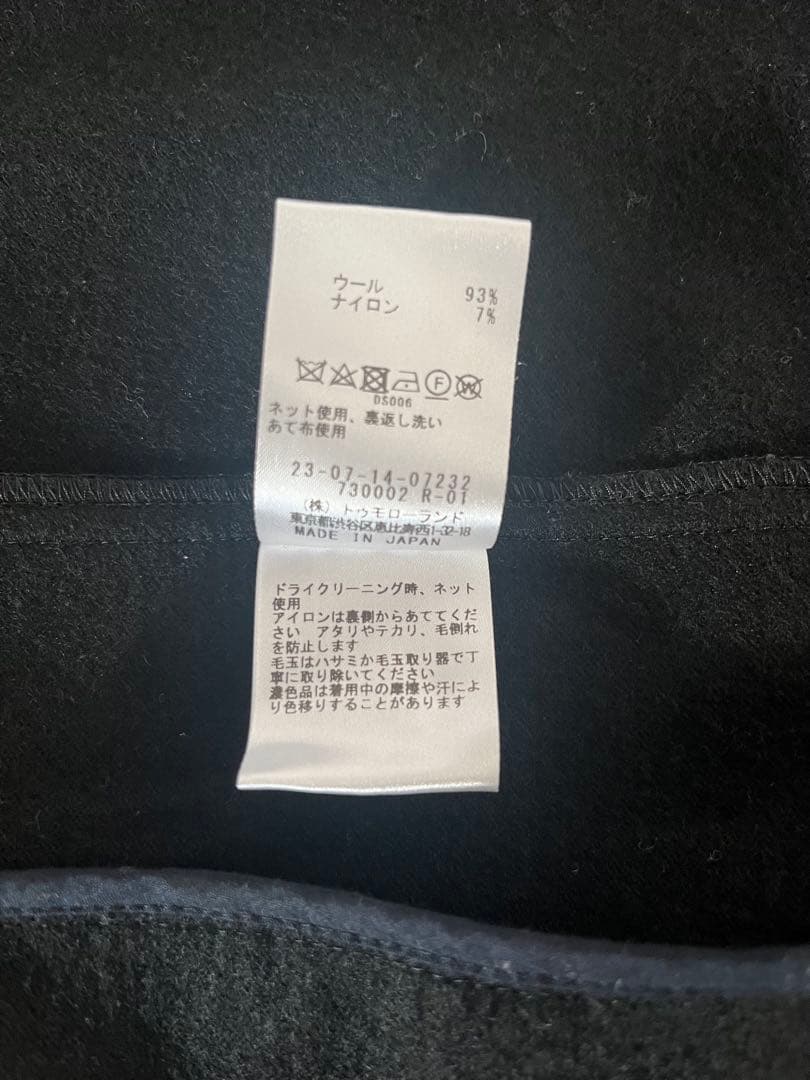 ウール 93%
ナイロン 7%
F W
DS006
ネット使用、裏返し洗い
あて布使用
23-07-14-07232
730002 R-01
(株) トゥモローランド
東京都渋谷区恵比寿西1-32-18
MADE IN JAPAN
ドライクリーニング時、ネット
使用
アイロンは裏側からあててくだ
さい アタリやテカリ、毛倒れ
を防止します
毛玉はハサミか毛玉取り器で丁
寧に取り除いてください
濃色品は着用中の摩擦や汗によ
り色移りすることがあります